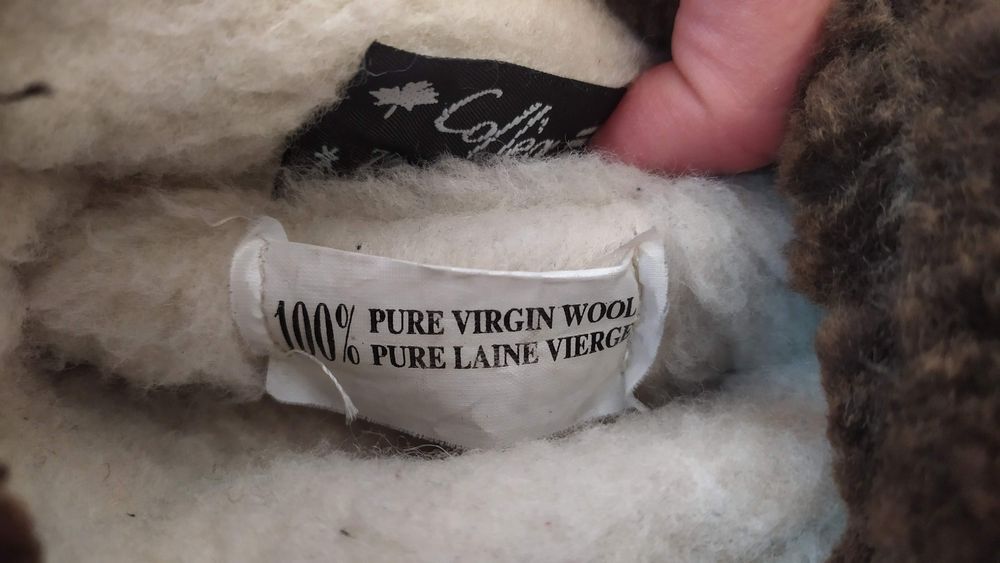 100% PURE VIRGIN WOOL
PURE LAINE VIERGE